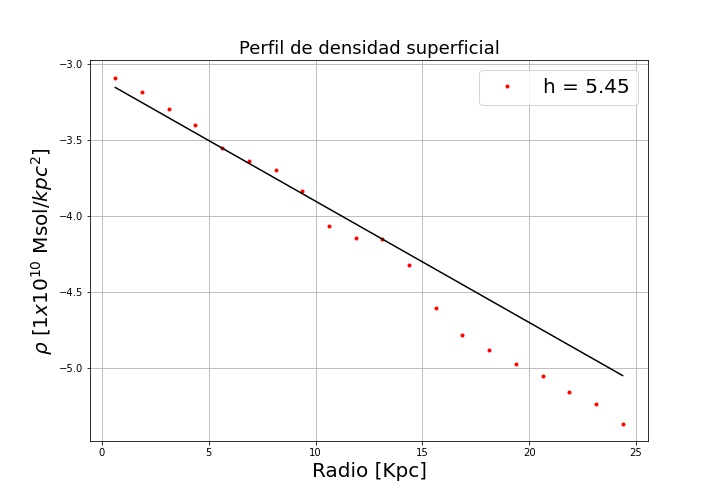 Perfil de densidad superficial
h = 5.45
−3.0
−3.5
−4.0
−4.5
−5.0
ρ [1x10¹⁰ Msol/kpc²]
0 5 10 15 20 25
Radio [Kpc]